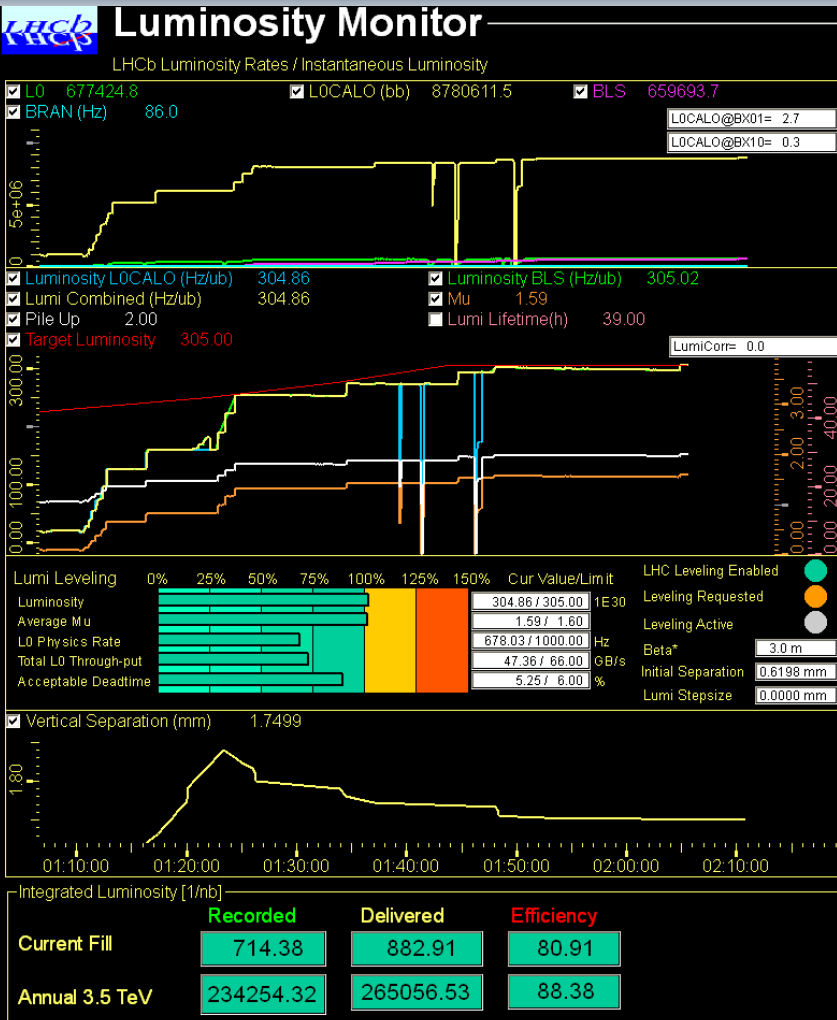 LHCb
LHCb
Luminosity Monitor
LHCb Luminosity Rates / Instantaneous Luminosity
L0 677424.8 L0CALO (bb) 8780611.5 BLS 659693.7
BRAN (Hz) 86.0
L0CALO@BX01= 2.7
L0CALO@BX10= 0.3
5e+06
0
Luminosity L0CALO (Hz/ub) 304.86 Luminosity BLS (Hz/ub) 305.02
Lumi Combined (Hz/ub) 304.86 Mu 1.59
Pile Up 2.00 Lumi Lifetime(h) 39.00
Target Luminosity 305.00
LumiCorr= 0.0
300.00 3.00 40.00
100.00 2.00 20.00
0.00 0.00 0.00
Lumi Leveling 0% 25% 50% 75% 100% 125% 150% Cur Value/Limit
Luminosity 304.86 / 305.00 1E30
Average Mu 1.59 / 1.60
L0 Physics Rate 678.03 / 1000.00 Hz
Total L0 Through-put 47.36 / 66.00 GB/s
Acceptable Deadtime 5.25 / 6.00 %
LHC Leveling Enabled
Leveling Requested
Leveling Active
Beta* 3.0 m
Initial Separation 0.6198 mm
Lumi Stepsize 0.0000 mm
Vertical Separation (mm) 1.7499
1.80
01:10:00 01:20:00 01:30:00 01:40:00 01:50:00 02:00:00 02:10:00
Integrated Luminosity [1/nb]
Recorded Delivered Efficiency
Current Fill 714.38 882.91 80.91
Annual 3.5 TeV 234254.32 265056.53 88.38